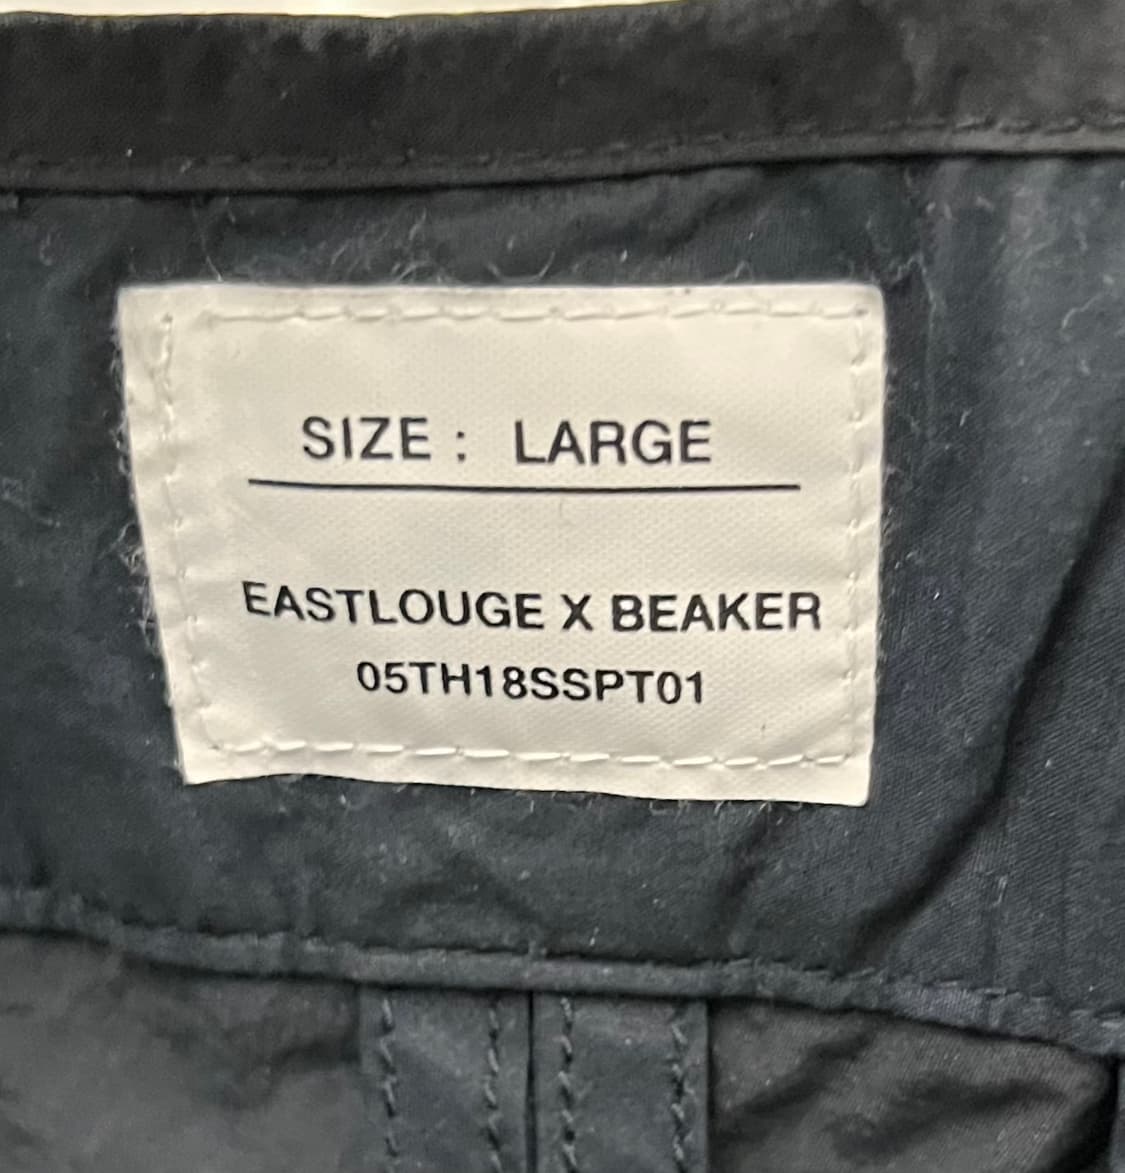 SIZE : LARGE
EASTLOUGE X BEAKER
05TH18SSPT01